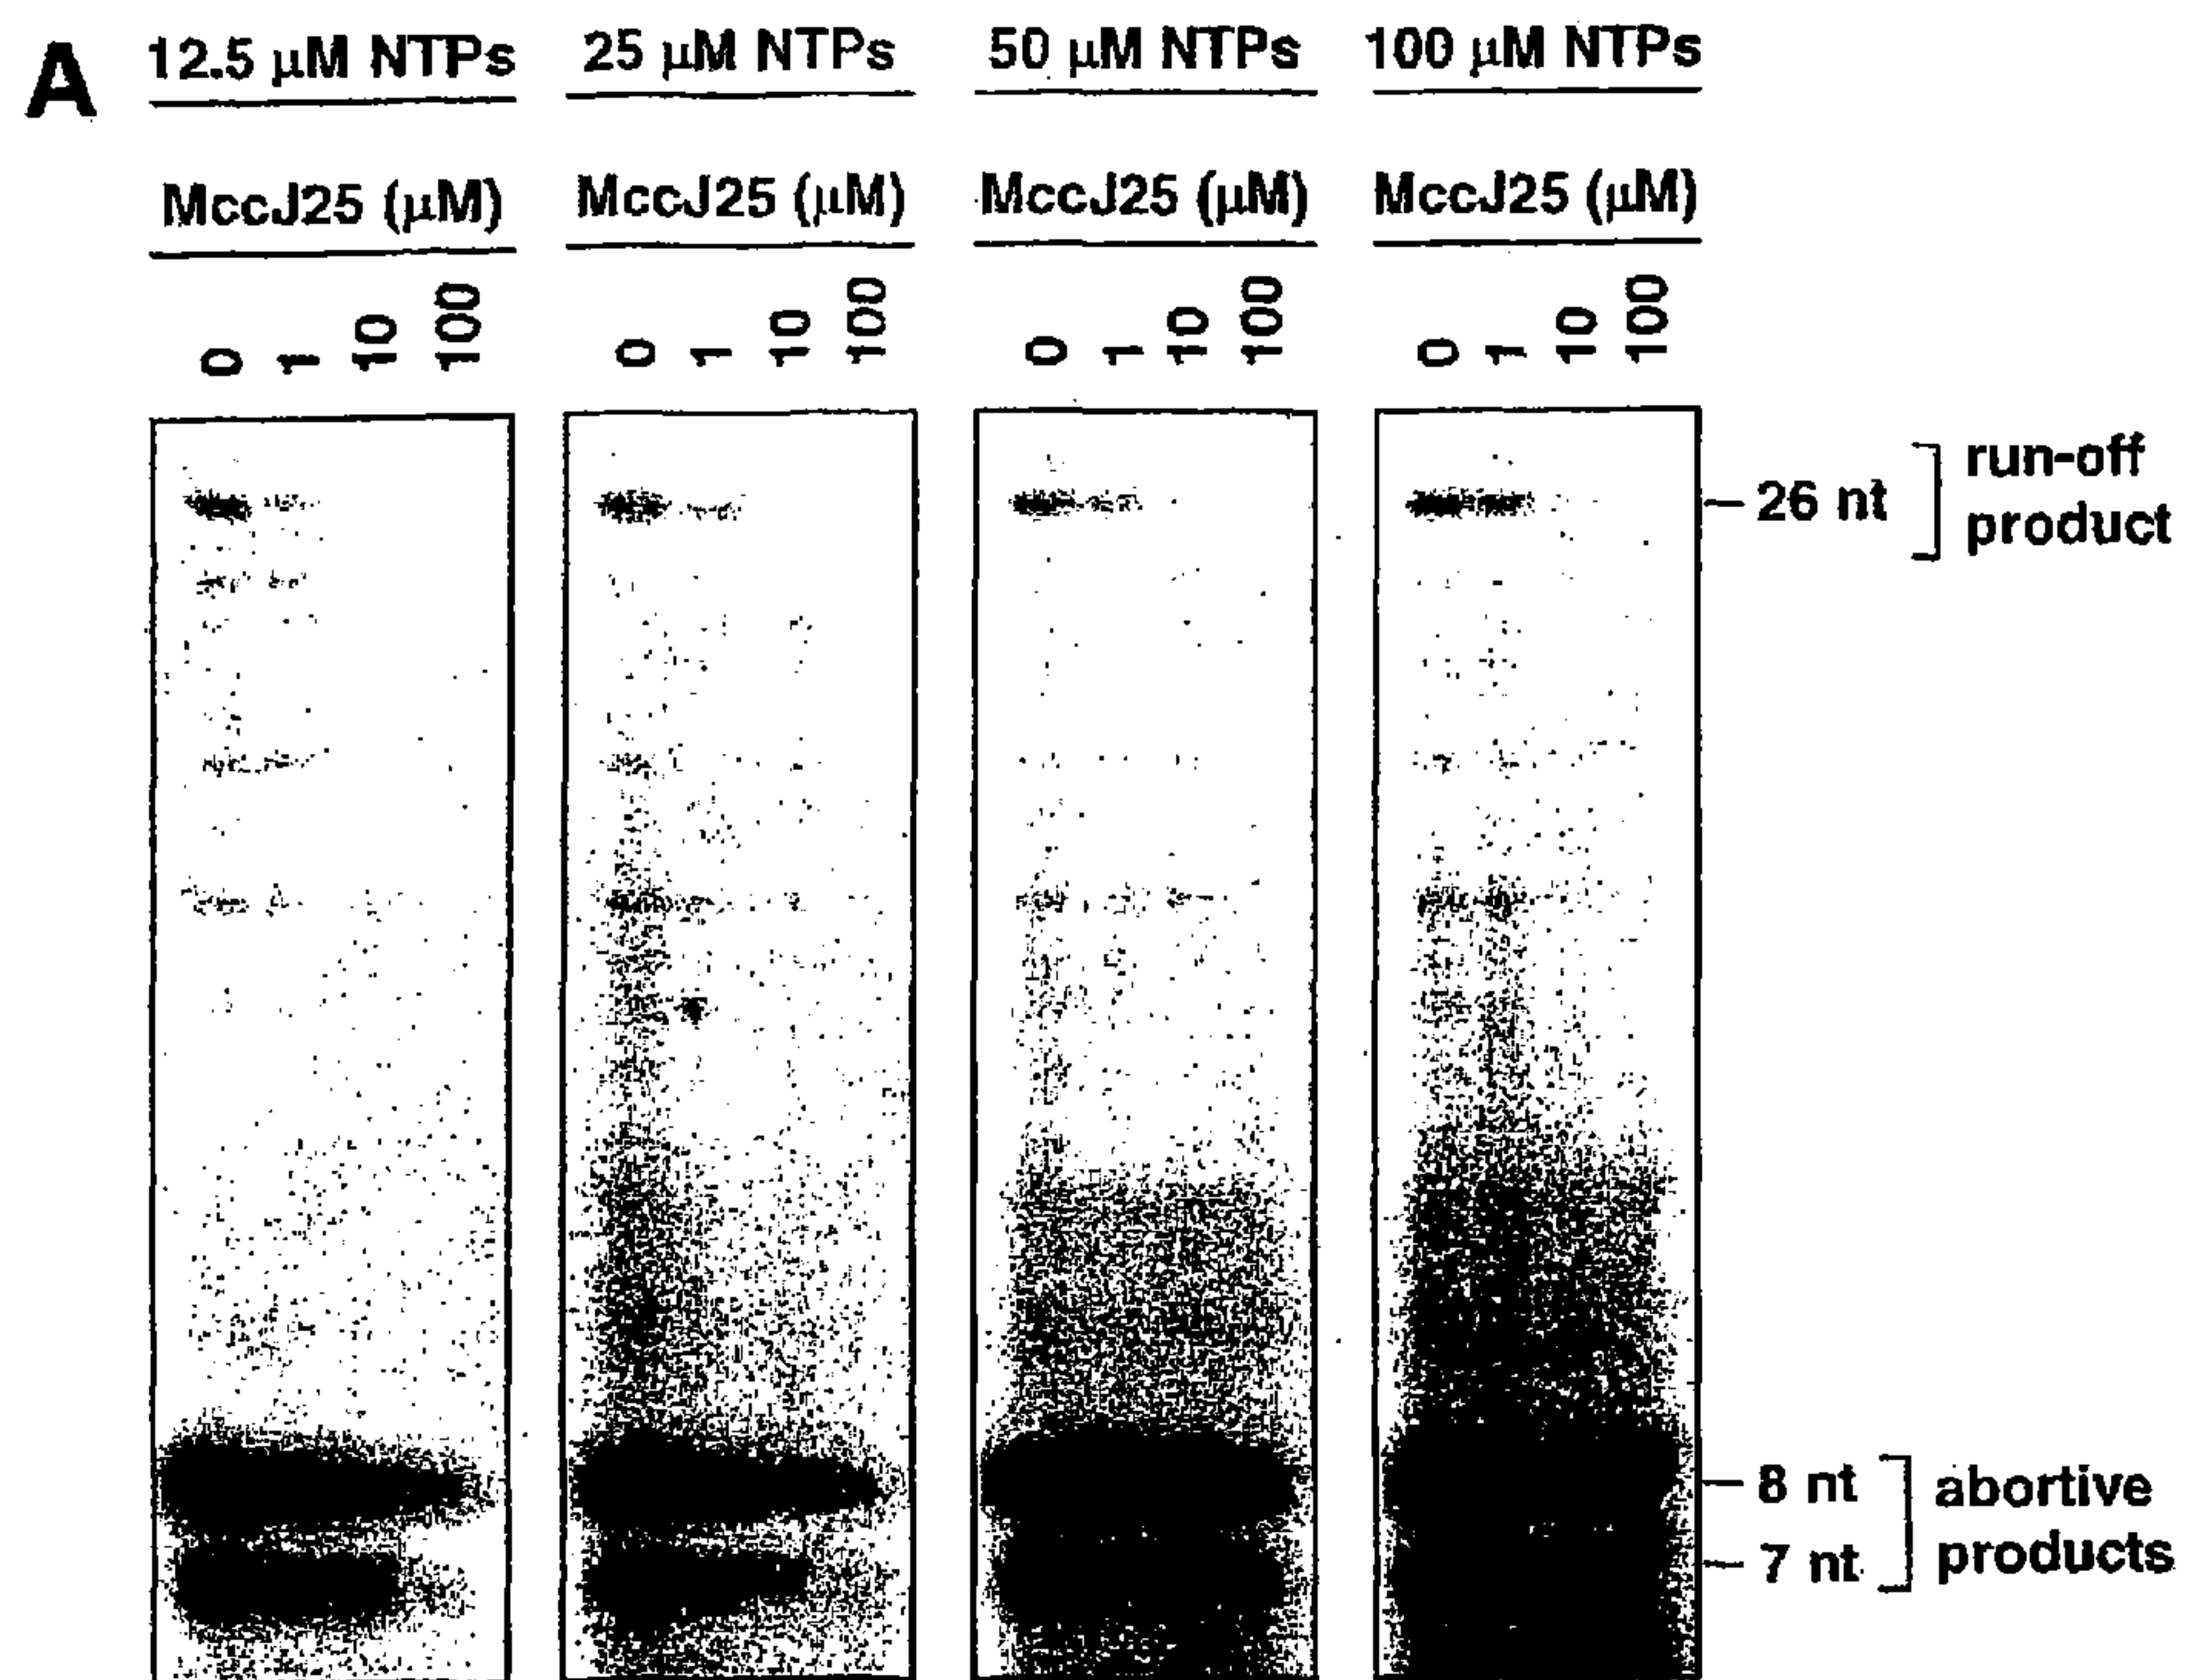 A
12.5 μM NTPs 25 μM NTPs 50 μM NTPs 100 μM NTPs
MccJ25 (μM) MccJ25 (μM) MccJ25 (μM) MccJ25 (μM)
0 1 10 100 0 1 10 100 0 1 10 100 0 1 10 100
26 nt run-off product
8 nt abortive
7 nt products